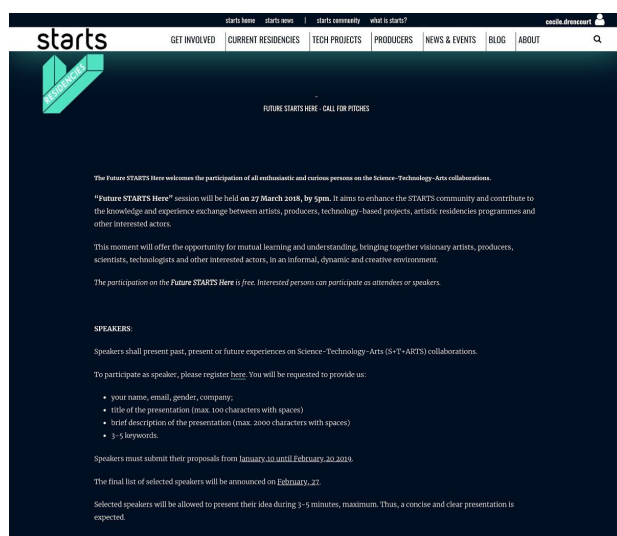 starts home starts news | starts community what is starts? cecile.drencourt
starts GET INVOLVED CURRENT RESIDENCIES TECH PROJECTS PRODUCERS NEWS & EVENTS BLOG ABOUT
RESIDENCIES
–
FUTURE STARTS HERE - CALL FOR PITCHES
The Future STARTS Here welcomes the participation of all enthusiastic and curious persons on the Science-Technology-Arts collaborations.
“Future STARTS Here” session will be held on 27 March 2018, by 5pm. It aims to enhance the STARTS community and contribute to
the knowledge and experience exchange between artists, producers, technology-based projects, artistic residencies programmes and
other interested actors.
This moment will offer the opportunity for mutual learning and understanding, bringing together visionary artists, producers,
scientists, technologists and other interested actors, in an informal, dynamic and creative environment.
The participation on the Future STARTS Here is free. Interested persons can participate as attendees or speakers.
SPEAKERS:
Speakers shall present past, present or future experiences on Science-Technology-Arts (S+T+ARTS) collaborations.
To participate as speaker, please register here. You will be requested to provide us:
• your name, email, gender, company;
• title of the presentation (max. 100 characters with spaces)
• brief description of the presentation (max. 2000 characters with spaces)
• 3-5 keywords.
Speakers must submit their proposals from January,10 until February,20 2019.
The final list of selected speakers will be announced on February, 27.
Selected speakers will be allowed to present their idea during 3-5 minutes, maximum. Thus, a concise and clear presentation is
expected.